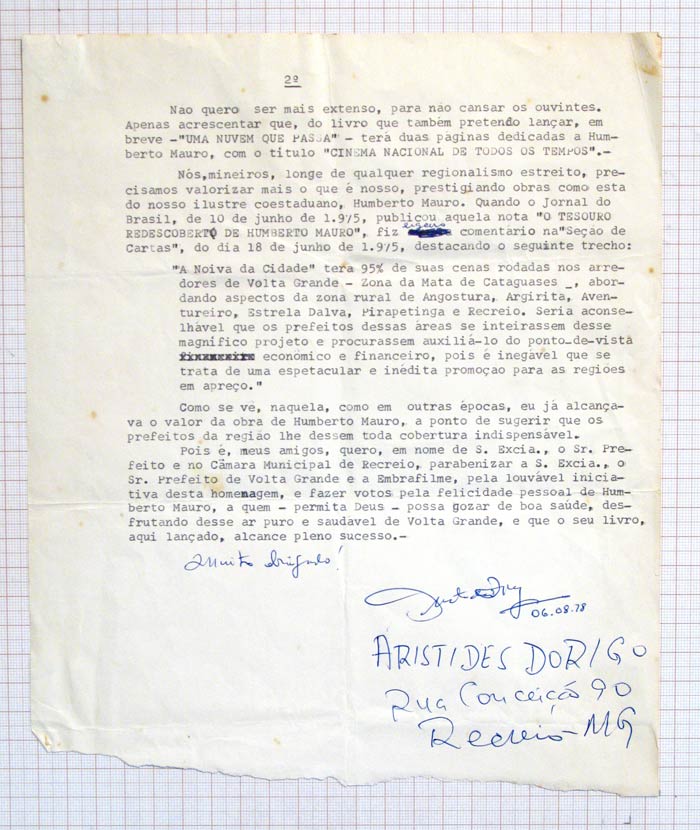 2º
Nao quero ser mais extenso, para não cansar os ouvintes.
Apenas acrescentar que, do livro que também pretendo lançar, em
breve -"UMA NUVEM QUE PASSA" - terá duas páginas dedicadas a Hum-
berto Mauro, com o titulo "CINEMA NACIONAL DE TODOS OS TEMPOS".-
Nós,mineiros, longe de qualquer regionalismo estreito, pre-
cisamos valorizar mais o que é nosso, prestigiando obras como esta
do nosso ilustre coestaduano, Humberto Mauro. Quando o Jornal do
Brasil, de 10 de junho de 1.975, publicou aquela nota "O TESOURO
REDESCOBERTO DE HUMBERTO MAURO", fiz ligeiro comentário na"Seção de
Cartas", do dia 18 de junho de 1.975, destacando o seguinte trecho:
"A Noiva da Cidade" terá 95% de suas cenas rodadas nos arre-
dores de Volta Grande - Zona da Mata de Cataguases _, abor-
dando aspectos da zona rural de Angostura, Argirita, Aven-
tureiro, Estrela Dalva, Pirapetinga e Recreio. Seria aconse-
lhável que os prefeitos dessas áreas se inteirassem desse
magnífico projeto e procurassem auxiliá-lo do ponto-de-vista
econômico e financeiro, pois é inegável que se
trata de uma espetacular e inédita promoçao para as regiões
em apreço."
Como se vê, naquela, como em outras épocas, eu já alcança-
va o valor da obra de Humberto Mauro, a ponto de sugerir que os
prefeitos da região lhe dessem toda cobertura indispensável.
Pois é, meus amigos, quero, em nome de S. Excia., o Sr. Pre-
feito e no Câmara Municipal de Recreio, parabenizar a S. Excia., o
Sr. Prefeito de Volta Grande e a Embrafilme, pela louvável inicia-
tiva desta homenagem, e fazer votos pela felicidade pessoal de Hum-
berto Mauro, a quem - permita Deus - possa gozar de boa saúde, des-
frutando desse ar puro e saudavel de Volta Grande, e que o seu livro,
aqui lançado, alcance pleno sucesso.-
Muito obrigado!
06.08.78
ARISTIDES DORIGO
Rua Conceição 90
Recreio-MG